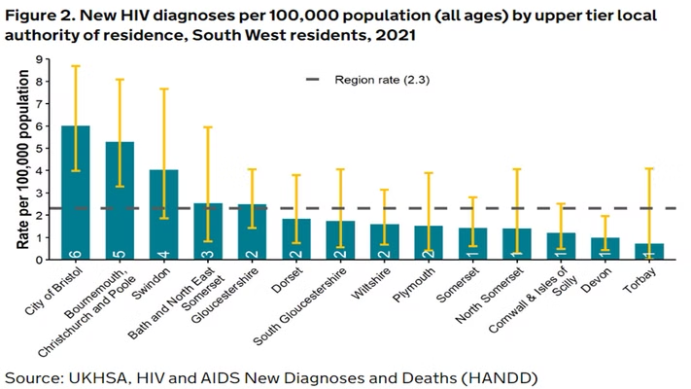 Figure 2. New HIV diagnoses per 100,000 population (all ages) by upper tier local
authority of residence, South West residents, 2021
Rate per 100,000 population
9
8
7
6
5
4
3
2
1
0
Region rate (2.3)
6
5
4
3
2
2
2
2
2
1
1
1
1
1
City of Bristol
Bournemouth,
Christchurch and Poole
Swindon
Bath and North East
Somerset
Gloucestershire
Dorset
South Gloucestershire
Wiltshire
Plymouth
Somerset
North Somerset
Cornwall & Isles of
Scilly
Devon
Torbay
Source: UKHSA, HIV and AIDS New Diagnoses and Deaths (HANDD)